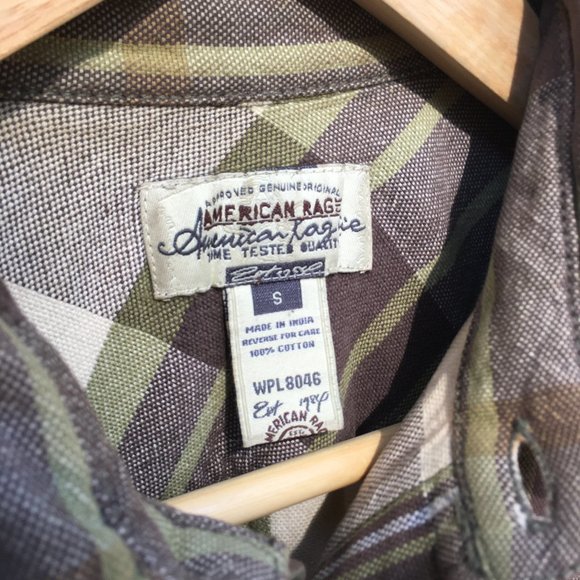 APPROVED GENUINE ORIGINAL
AMERICAN RAGE
American Rag cie
TIME TESTED QUALITY
S
MADE IN INDIA
REVERSE FOR CARE
100% COTTON
WPL8046
Est 1984
AMERICAN RAG